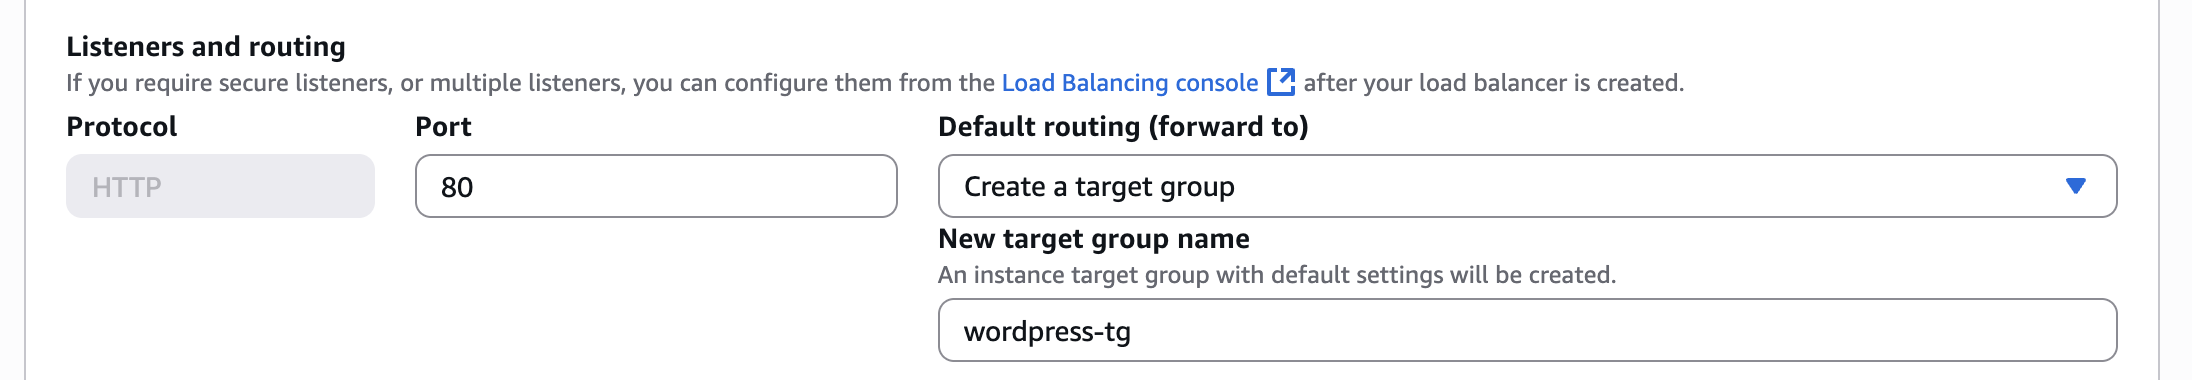 Listeners and routing
If you require secure listeners, or multiple listeners, you can configure them from the Load Balancing console after your load balancer is created.
Protocol
Port
Default routing (forward to)
HTTP
80
Create a target group
New target group name
An instance target group with default settings will be created.
wordpress-tg